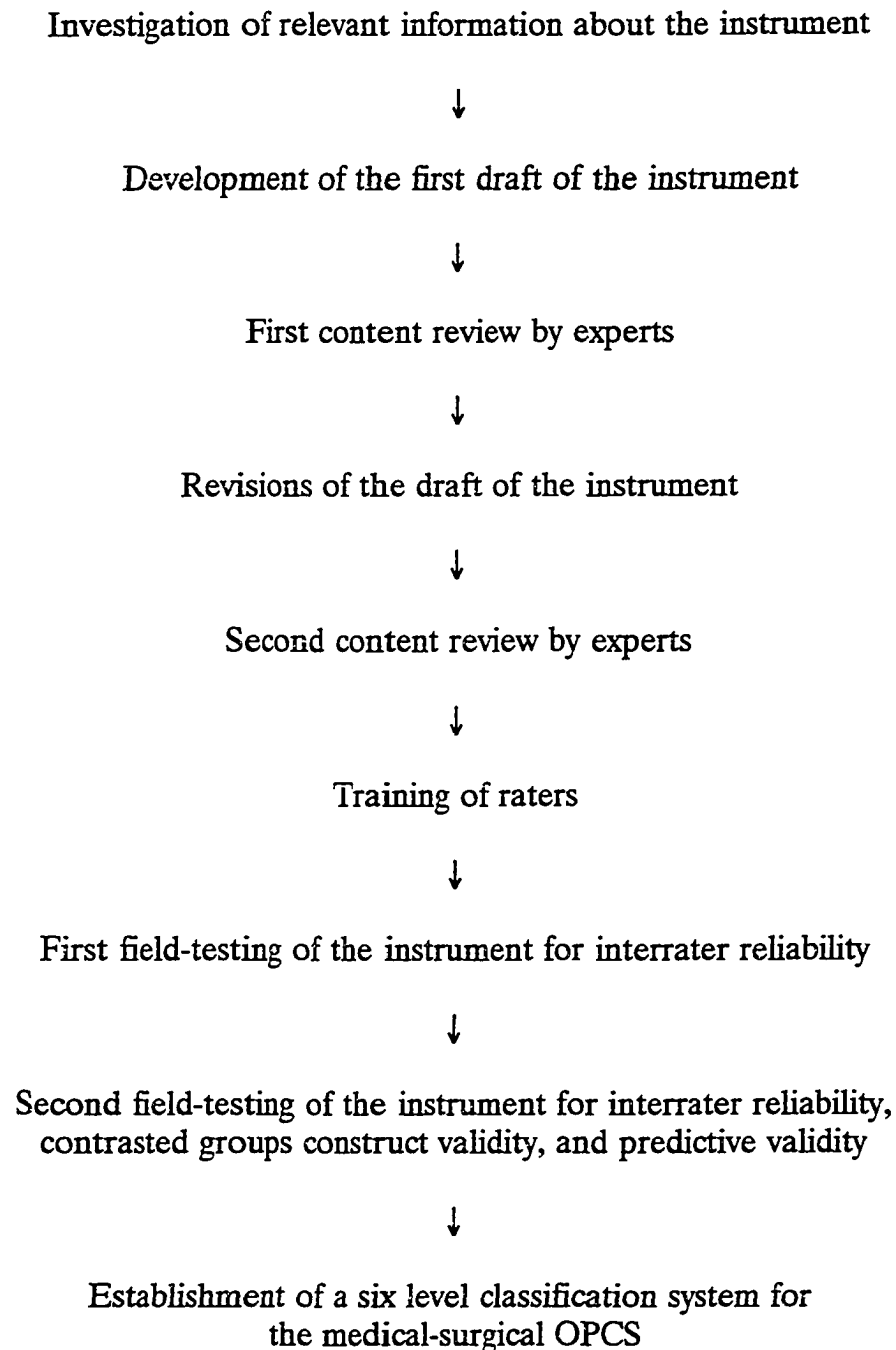 Investigation of relevant information about the instrument
↓
Development of the first draft of the instrument
↓
First content review by experts
↓
Revisions of the draft of the instrument
↓
Second content review by experts
↓
Training of raters
↓
First field-testing of the instrument for interrater reliability
↓
Second field-testing of the instrument for interrater reliability,
contrasted groups construct validity, and predictive validity
↓
Establishment of a six level classification system for
the medical-surgical OPCS